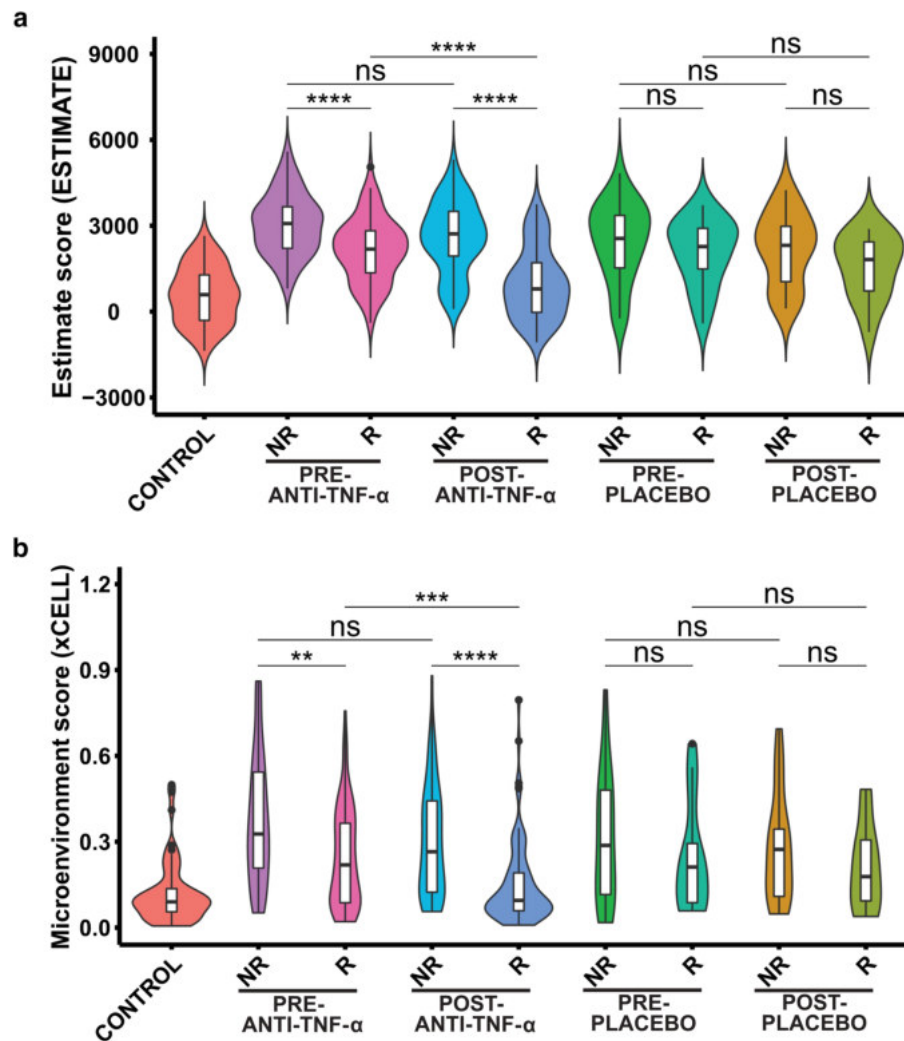 a
Estimate score (ESTIMATE)
9000
6000
3000
0
−3000
**** ns
ns ns
**** **** ns ns
CONTROL NR R NR R NR R NR R
PRE- POST- PRE- POST-
ANTI-TNF-α ANTI-TNF-α PLACEBO PLACEBO
b
Microenvironment score (xCELL)
1.2
0.9
0.6
0.3
0.0
*** ns
ns ns
** **** ns ns
CONTROL NR R NR R NR R NR R
PRE- POST- PRE- POST-
ANTI-TNF-α ANTI-TNF-α PLACEBO PLACEBO